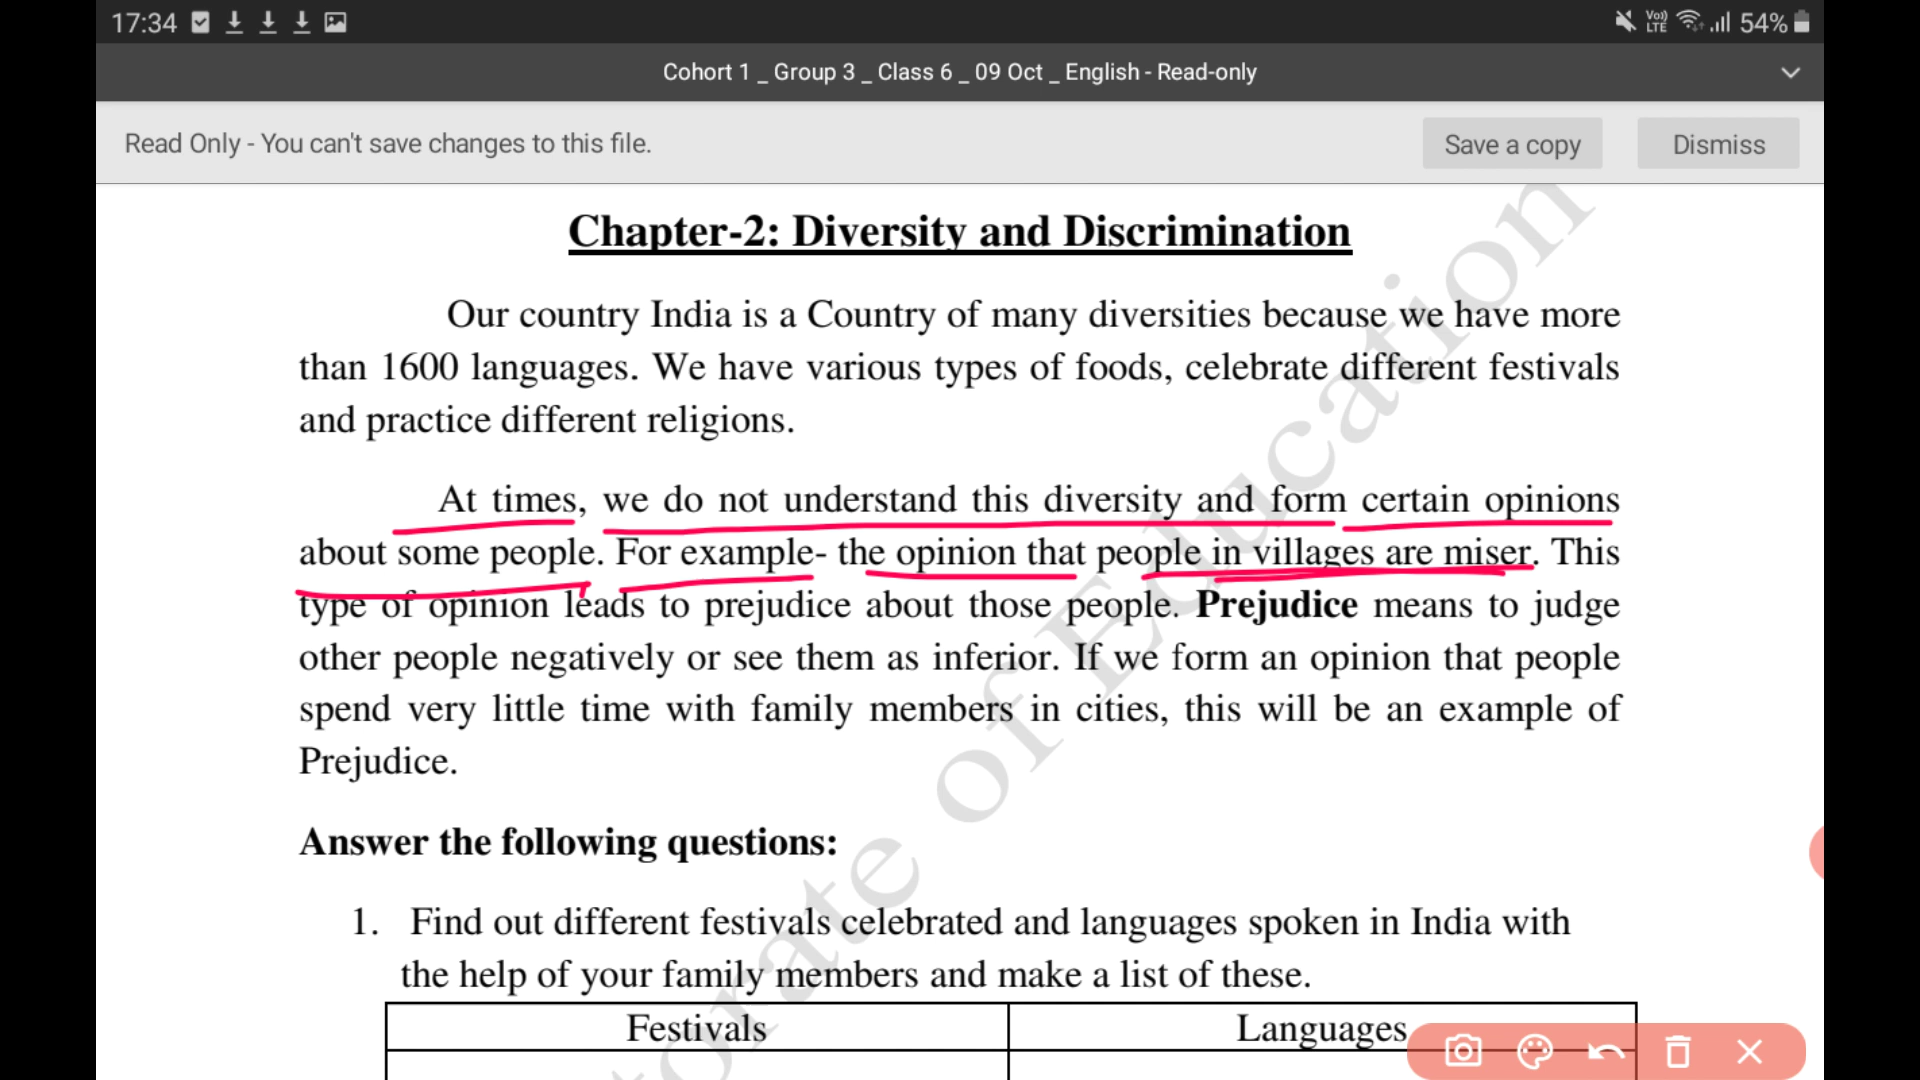 17:34
Vo)) LTE 54%
Cohort 1 _ Group 3 _ Class 6 _ 09 Oct _ English - Read-only
Read Only - You can't save changes to this file.
Save a copy
Dismiss
Chapter-2: Diversity and Discrimination
Our country India is a Country of many diversities because we have more
than 1600 languages. We have various types of foods, celebrate different festivals
and practice different religions.
At times, we do not understand this diversity and form certain opinions
about some people. For example- the opinion that people in villages are miser. This
type of opinion leads to prejudice about those people. Prejudice means to judge
other people negatively or see them as inferior. If we form an opinion that people
spend very little time with family members in cities, this will be an example of
Prejudice.
Answer the following questions:
1. Find out different festivals celebrated and languages spoken in India with
the help of your family members and make a list of these.
Festivals
Languages
orate of Education